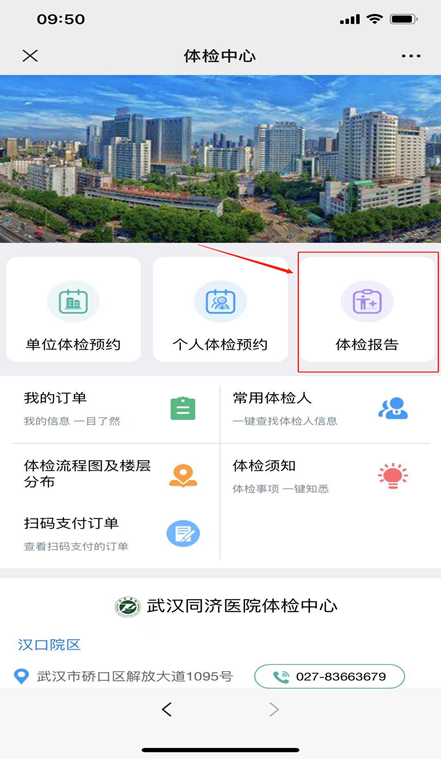 09:50
体检中心
单位体检预约
个人体检预约
体检报告
我的订单
我的信息 一目了然
常用体检人
一键查找体检人信息
体检流程图及楼层
分布
体检须知
体检事项 一键知悉
扫码支付订单
查看扫码支付的订单
武汉同济医院体检中心
汉口院区
武汉市硚口区解放大道1095号
027-83663679